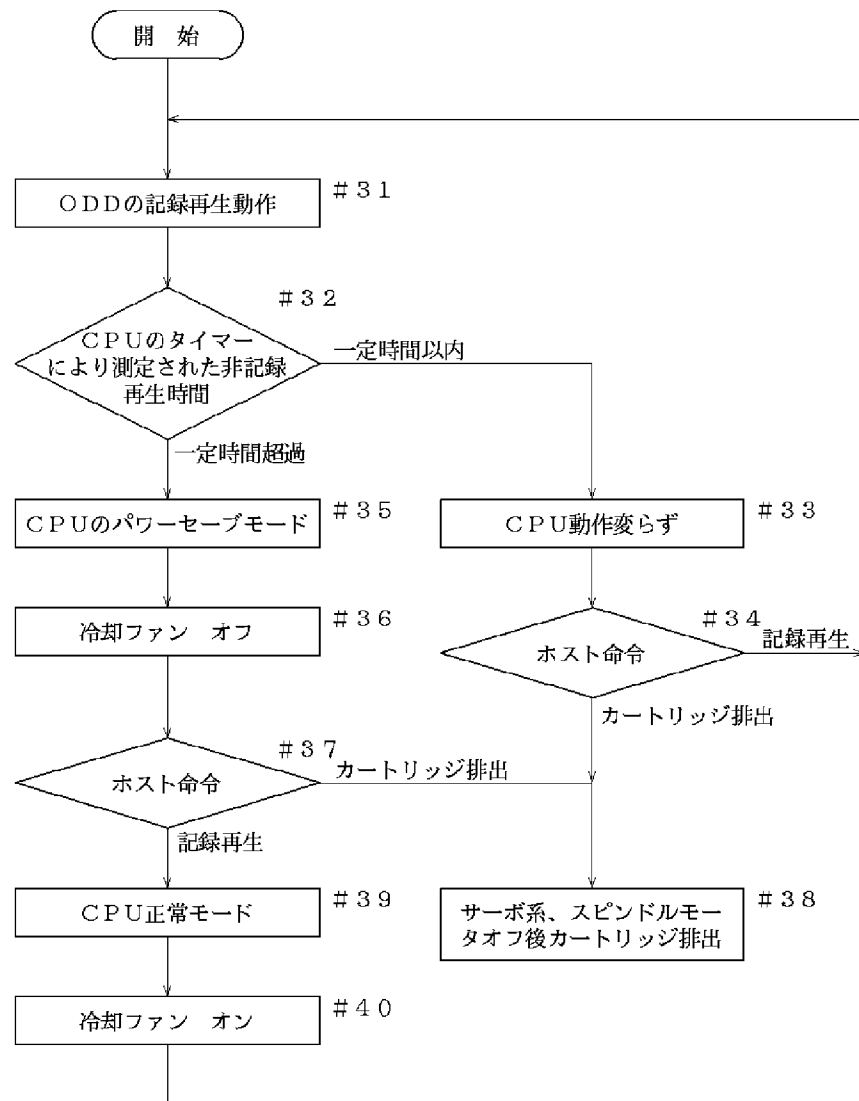 開 始
ODDの記録再生動作
#31
#32
CPUのタイマー
により測定された非記録
再生時間
一定時間以内
一定時間超過
CPUのパワーセーブモード
#35
CPU動作変らず
#33
冷却ファン オフ
#36
#34
ホスト命令
記録再生
カートリッジ排出
#37
ホスト命令
カートリッジ排出
記録再生
CPU正常モード
#39
サーボ系、スピンドルモー
タオフ後カートリッジ排出
#38
冷却ファン オン
#40